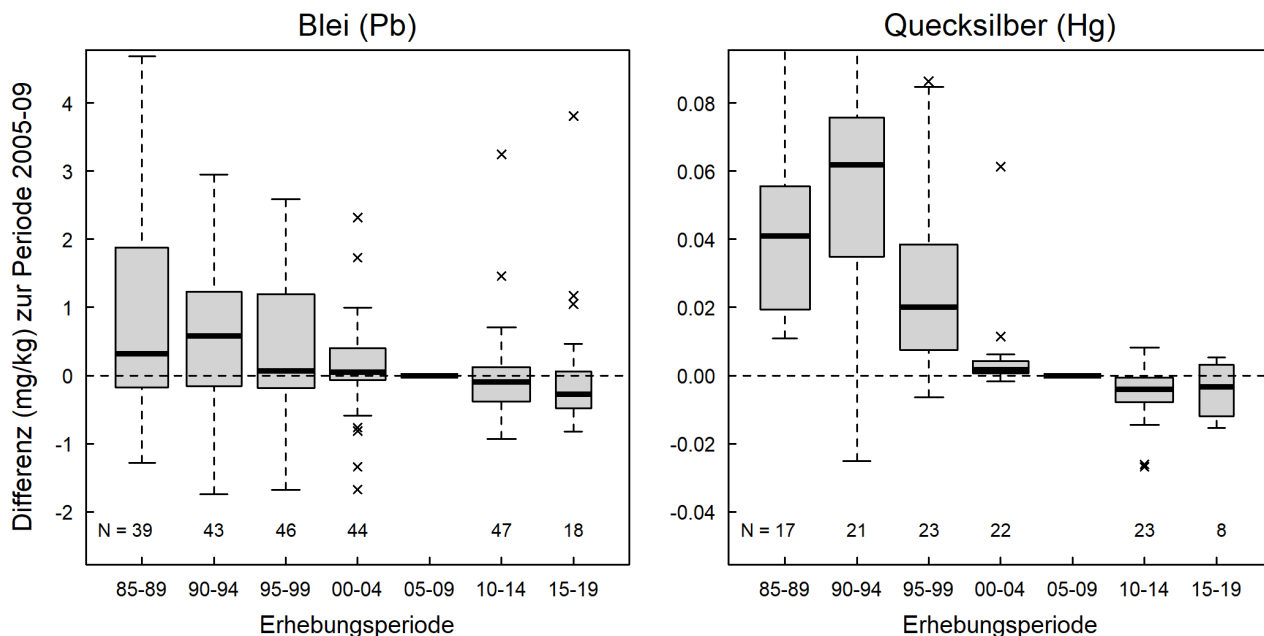 Blei (Pb)
Differenz (mg/kg) zur Periode 2005-09
4
3
2
1
0
-1
-2
N = 39 43 46 44 47 18
85-89 90-94 95-99 00-04 05-09 10-14 15-19
Erhebungsperiode
Quecksilber (Hg)
0.08
0.06
0.04
0.02
0.00
-0.02
-0.04
N = 17 21 23 22 23 8
85-89 90-94 95-99 00-04 05-09 10-14 15-19
Erhebungsperiode